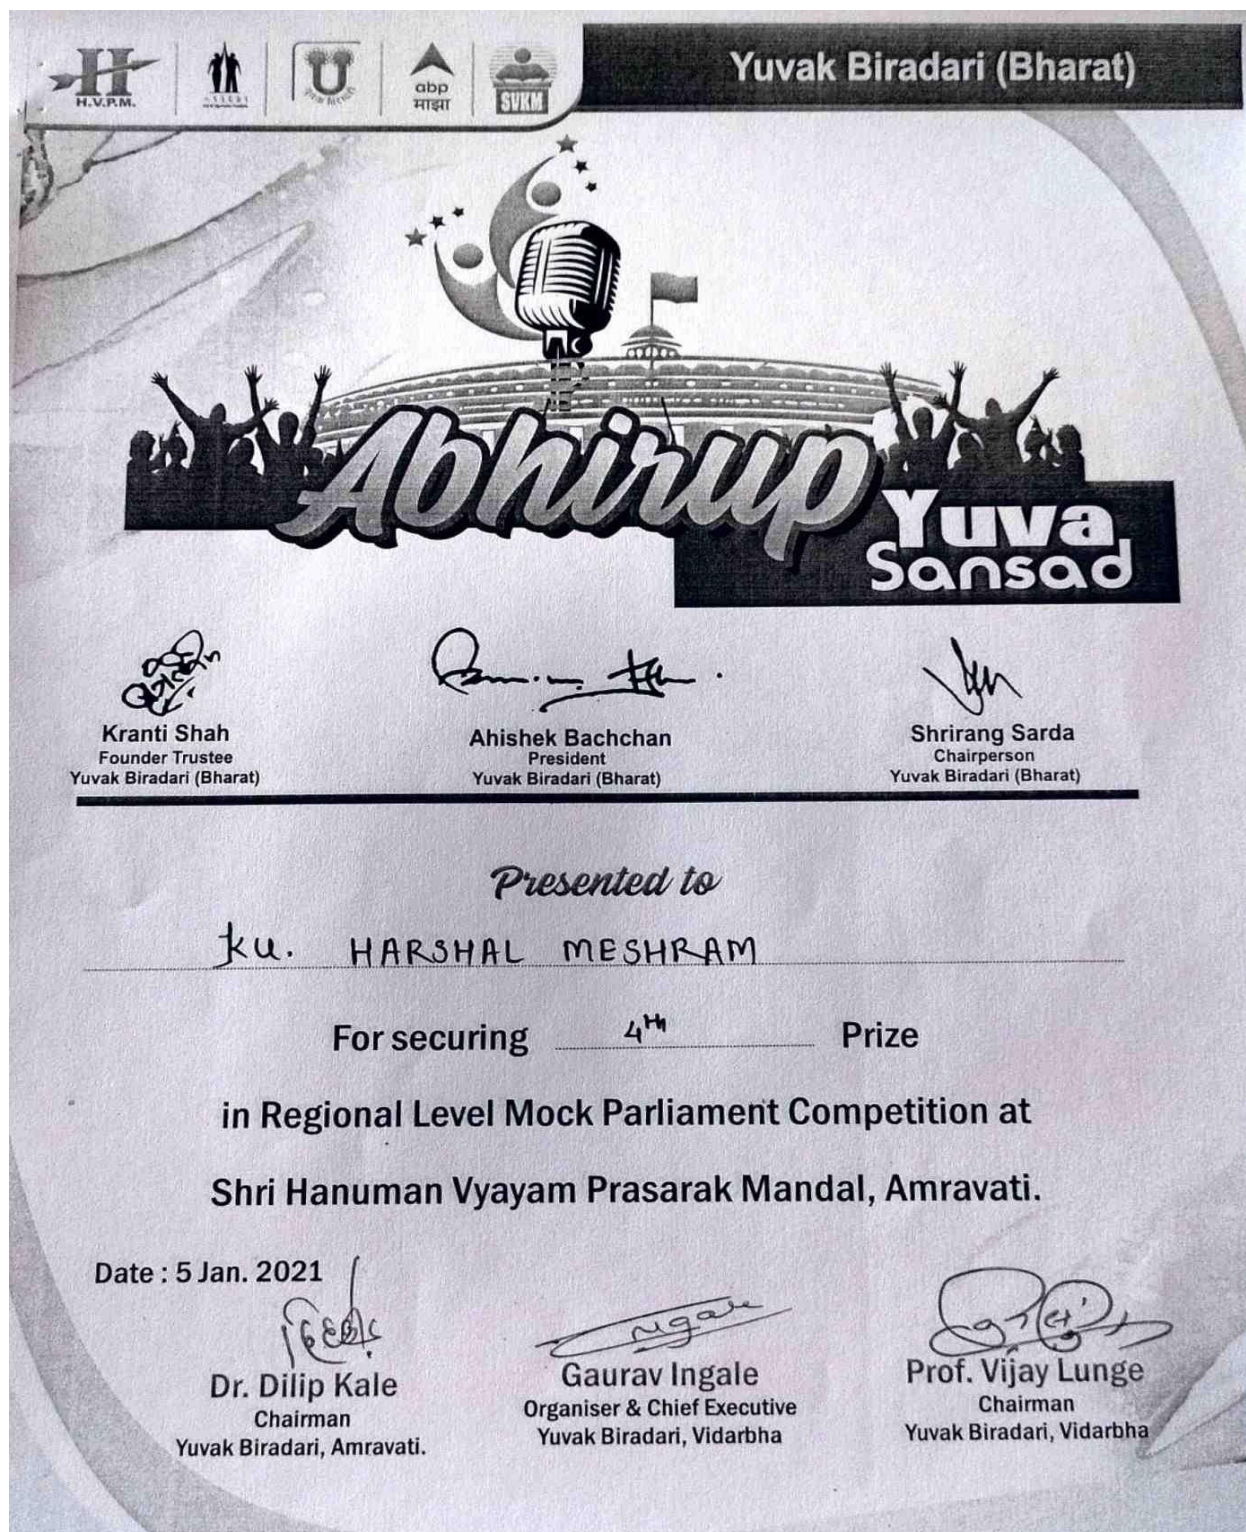 H.V.P.M.
U
abp
माझा
SVKM
Yuvak Biradari (Bharat)
Abhirup
Yuva
Sansad
Kranti Shah
Founder Trustee
Yuvak Biradari (Bharat)
Ahishek Bachchan
President
Yuvak Biradari (Bharat)
Shrirang Sarda
Chairperson
Yuvak Biradari (Bharat)
Presented to
Ku. HARSHAL MESHRAM
For securing 4th Prize
in Regional Level Mock Parliament Competition at
Shri Hanuman Vyayam Prasarak Mandal, Amravati.
Date : 5 Jan. 2021
Dr. Dilip Kale
Chairman
Yuvak Biradari, Amravati.
Gaurav Ingale
Organiser & Chief Executive
Yuvak Biradari, Vidarbha
Prof. Vijay Lunge
Chairman
Yuvak Biradari, Vidarbha